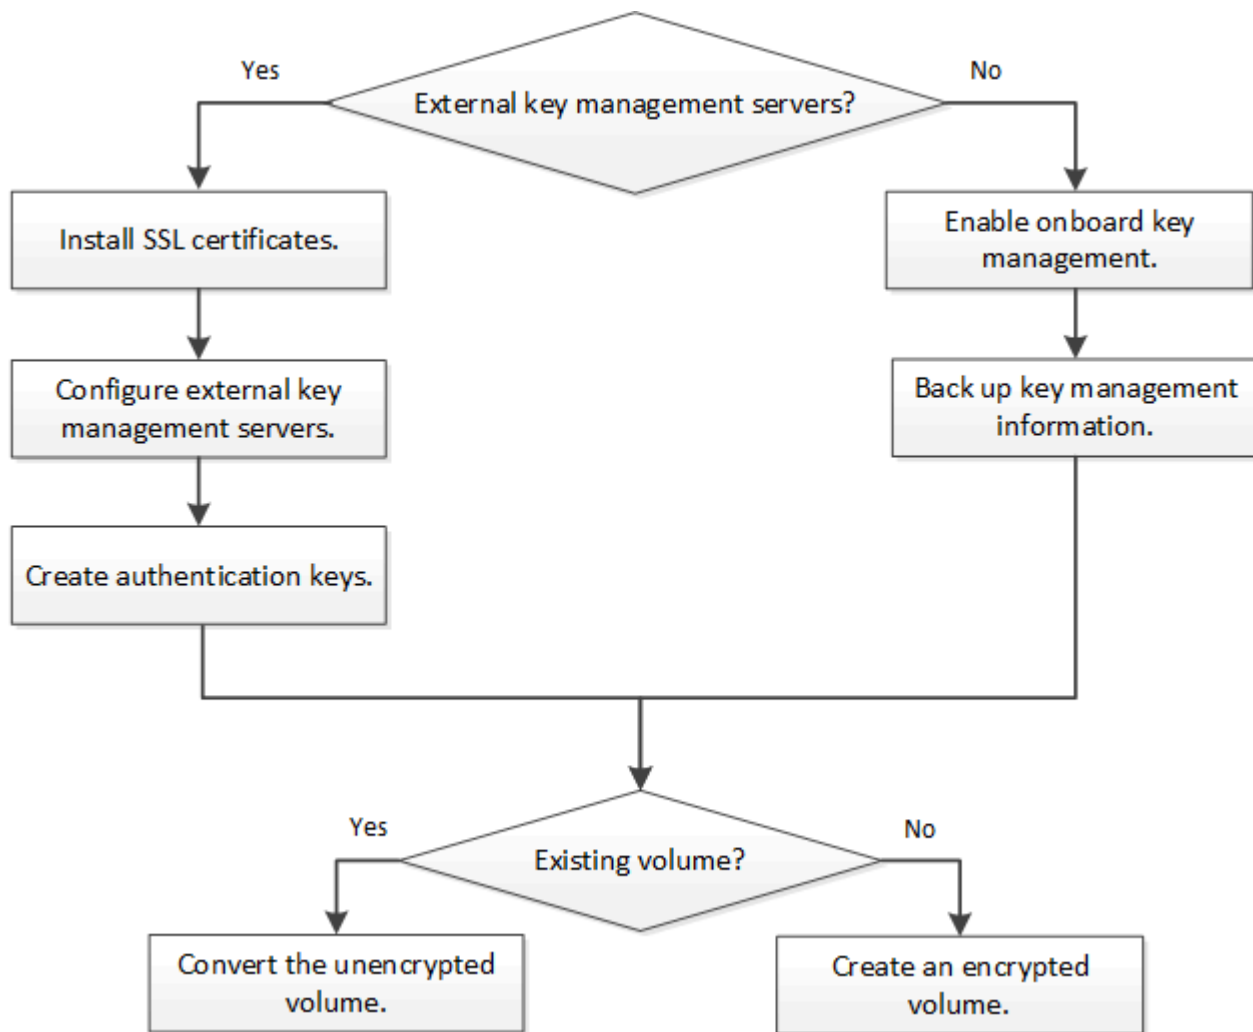 Yes
No
External key management servers?
Install SSL certificates.
Enable onboard key
management.
Configure external key
management servers.
Back up key management
information.
Create authentication keys.
Yes
No
Existing volume?
Convert the unencrypted
volume.
Create an encrypted
volume.